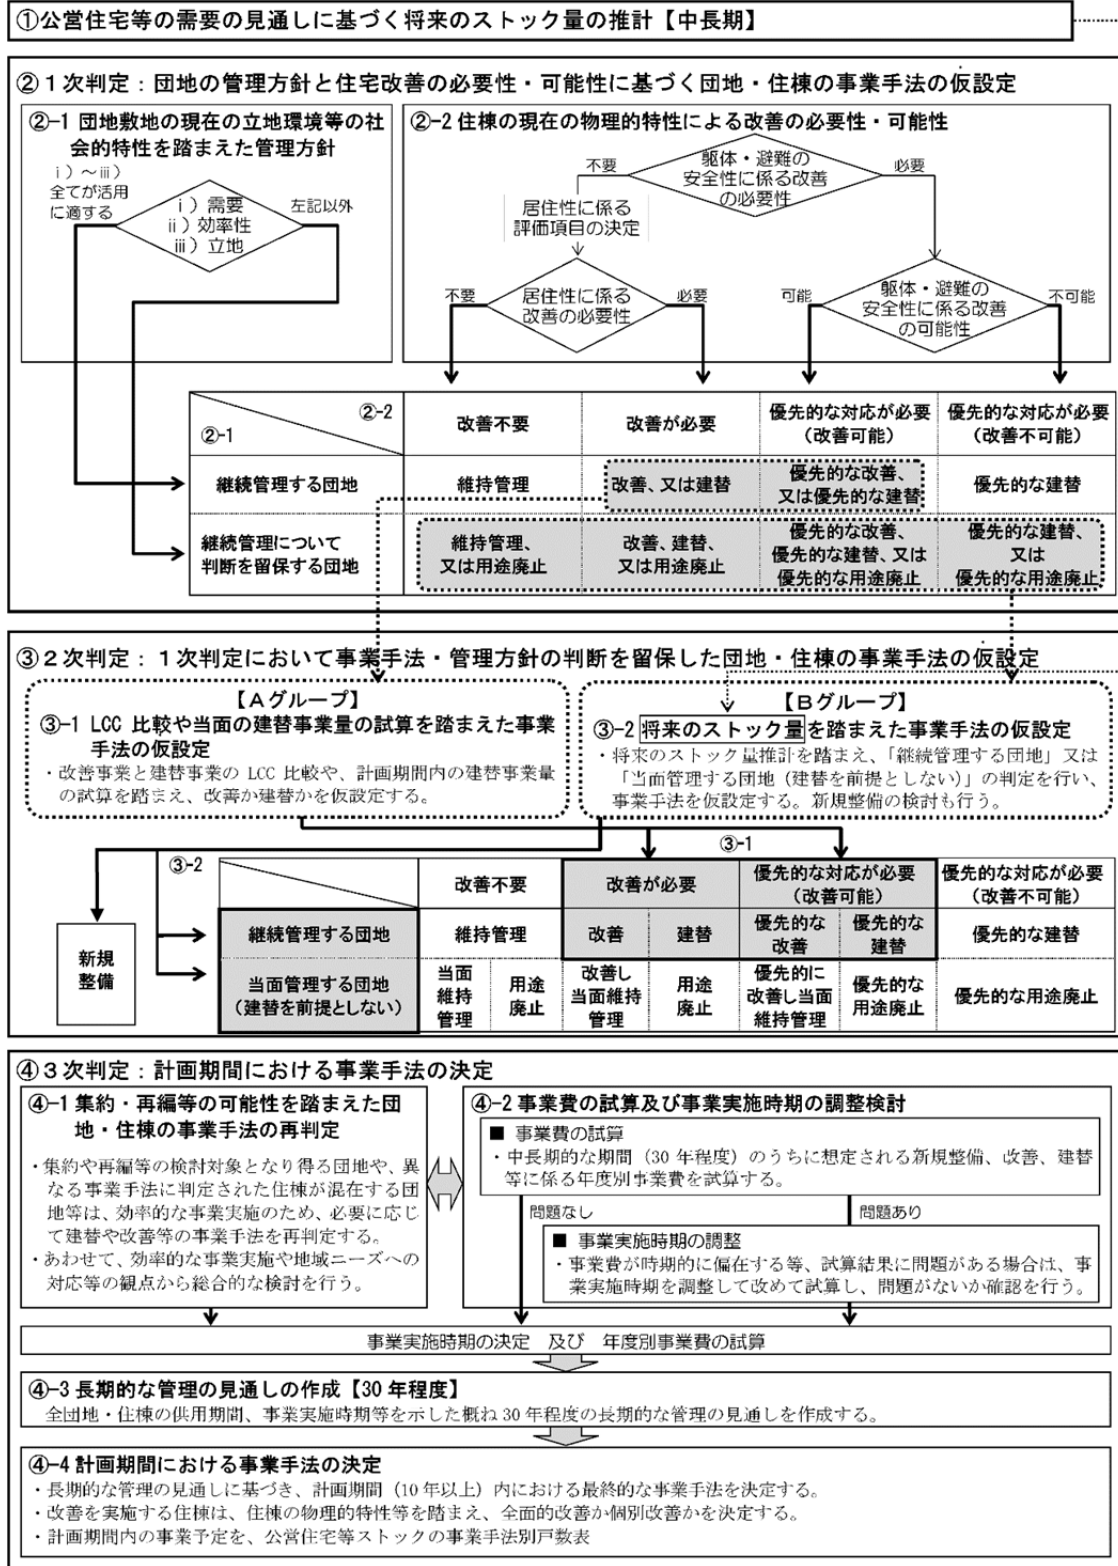 ①公営住宅等の需要の見通しに基づく将来のストック量の推計【中長期】
②１次判定：団地の管理方針と住宅改善の必要性・可能性に基づく団地・住棟の事業手法の仮設定
②-1 団地敷地の現在の立地環境等の社
会的特性を踏まえた管理方針
ⅰ）～ⅲ）
全てが活用
に適する
ⅰ）需要
ⅱ）効率性
ⅲ）立地
左記以外
②-2 住棟の現在の物理的特性による改善の必要性・可能性
不要
躯体・避難の
安全性に係る改善
の必要性
必要
居住性に係る
評価項目の決定
不要
居住性に係る
改善の必要性
必要
可能
躯体・避難の
安全性に係る改善
の可能性
不可能
②-2
②-1
改善不要
改善が必要
優先的な対応が必要
（改善可能）
優先的な対応が必要
（改善不可能）
継続管理する団地
維持管理
改善、又は建替
優先的な改善、
又は優先的な建替
優先的な建替
継続管理について
判断を留保する団地
維持管理、
又は用途廃止
改善、建替、
又は用途廃止
優先的な改善、
優先的な建替、又は
優先的な用途廃止
優先的な建替、
又は
優先的な用途廃止
③２次判定：１次判定において事業手法・管理方針の判断を留保した団地・住棟の事業手法の仮設定
【Ａグループ】
③-1 LCC 比較や当面の建替事業量の試算を踏まえた事業
手法の仮設定
・改善事業と建替事業の LCC 比較や、計画期間内の建替事業量
の試算を踏まえ、改善か建替かを仮設定する。
【Ｂグループ】
③-2 将来のストック量を踏まえた事業手法の仮設定
・将来のストック量推計を踏まえ、「継続管理する団地」又は
「当面管理する団地（建替を前提としない）」の判定を行い、
事業手法を仮設定する。新規整備の検討も行う。
③-2
③-1
新規
整備
改善不要
改善が必要
優先的な対応が必要
（改善可能）
優先的な対応が必要
（改善不可能）
継続管理する団地
維持管理
改善
建替
優先的な
改善
優先的な
建替
優先的な建替
当面管理する団地
（建替を前提としない）
当面
維持
管理
用途
廃止
改善し
当面維持
管理
用途
廃止
優先的に
改善し当面
維持管理
優先的な
用途廃止
優先的な用途廃止
④３次判定：計画期間における事業手法の決定
④-1 集約・再編等の可能性を踏まえた団
地・住棟の事業手法の再判定
・集約や再編等の検討対象となり得る団地や、異
なる事業手法に判定された住棟が混在する団
地等は、効率的な事業実施のため、必要に応じ
て建替や改善等の事業手法を再判定する。
・あわせて、効率的な事業実施や地域ニーズへの
対応等の観点から総合的な検討を行う。
④-2 事業費の試算及び事業実施時期の調整検討
■ 事業費の試算
・中長期的な期間（30 年程度）のうちに想定される新規整備、改善、建替
等に係る年度別事業費を試算する。
問題なし
問題あり
■ 事業実施時期の調整
・事業費が時期的に偏在する等、試算結果に問題がある場合は、事
業実施時期を調整して改めて試算し、問題がないか確認を行う。
事業実施時期の決定　及び　年度別事業費の試算
④-3 長期的な管理の見通しの作成【30 年程度】
全団地・住棟の供用期間、事業実施時期等を示した概ね 30 年程度の長期的な管理の見通しを作成する。
④-4 計画期間における事業手法の決定
・長期的な管理の見通しに基づき、計画期間（10 年以上）内における最終的な事業手法を決定する。
・改善を実施する住棟は、住棟の物理的特性等を踏まえ、全面的改善か個別改善かを決定する。
・計画期間内の事業予定を、公営住宅等ストックの事業手法別戸数表